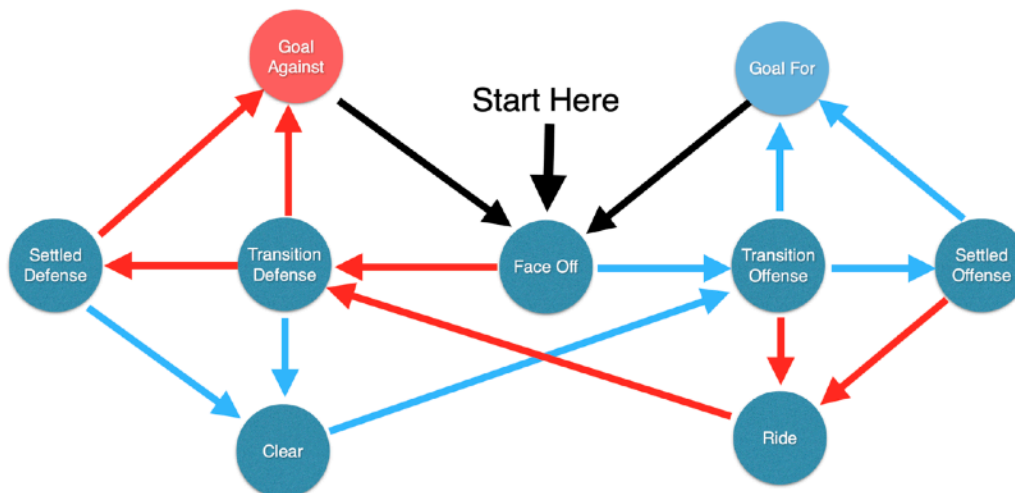 Goal
Against
Goal For
Start Here
Settled
Defense
Transition
Defense
Face Off
Transition
Offense
Settled
Offense
Clear
Ride